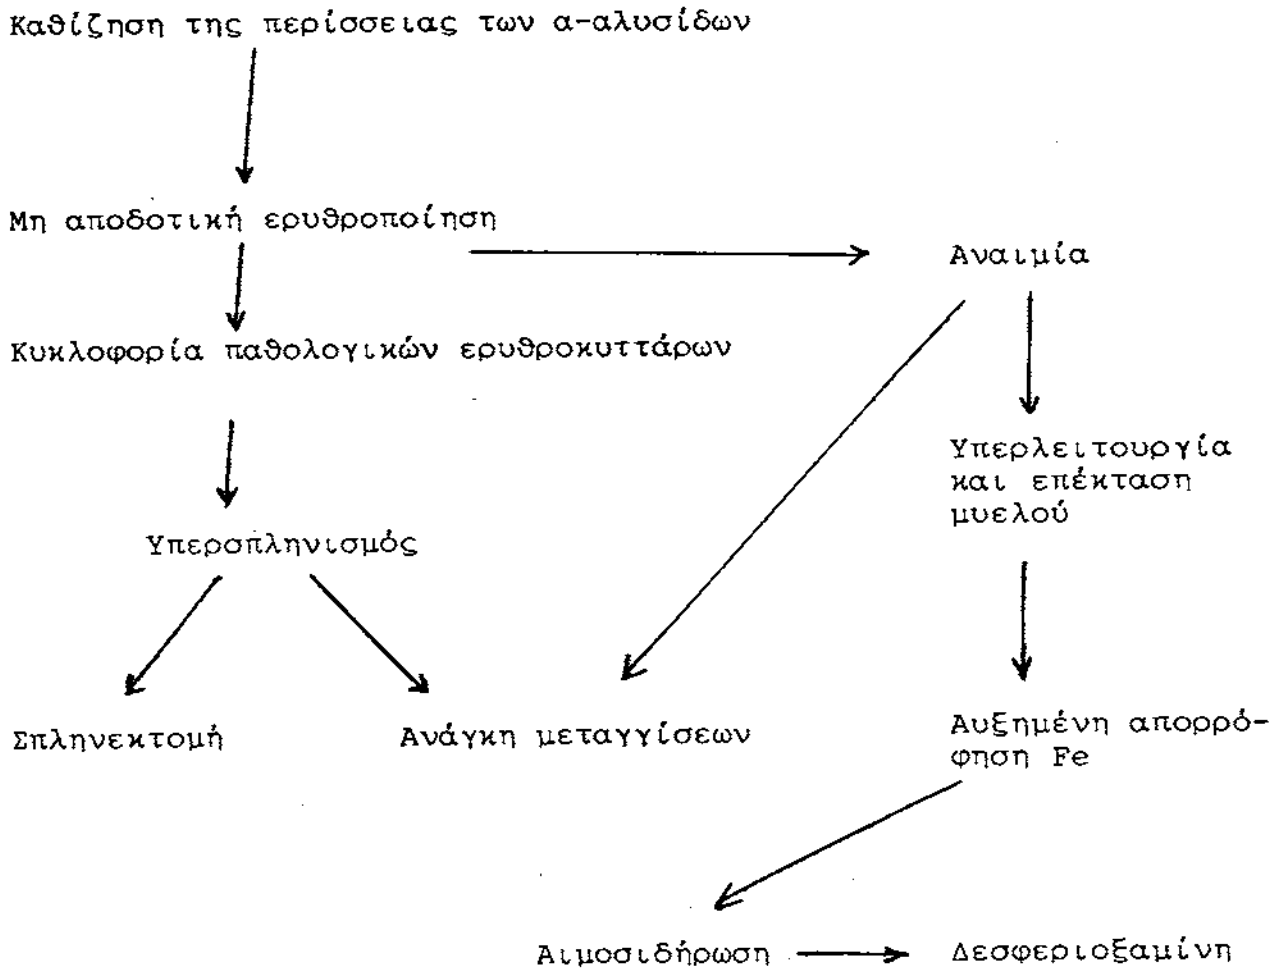 Καθίζηση της περίσσειας των α-αλυσίδων
Μη αποδοτική ερυθροποίηση
Αναιμία
Κυκλοφορία παθολογικών ερυθροκυττάρων
Υπερλειτουργία
και επέκταση
μυελού
Υπερσπληνισμός
Σπληνεκτομή
Ανάγκη μεταγγίσεων
Αυξημένη απορρό-
φηση Fe
Αιμοσιδήρωση
Δεσφεριοξαμίνη